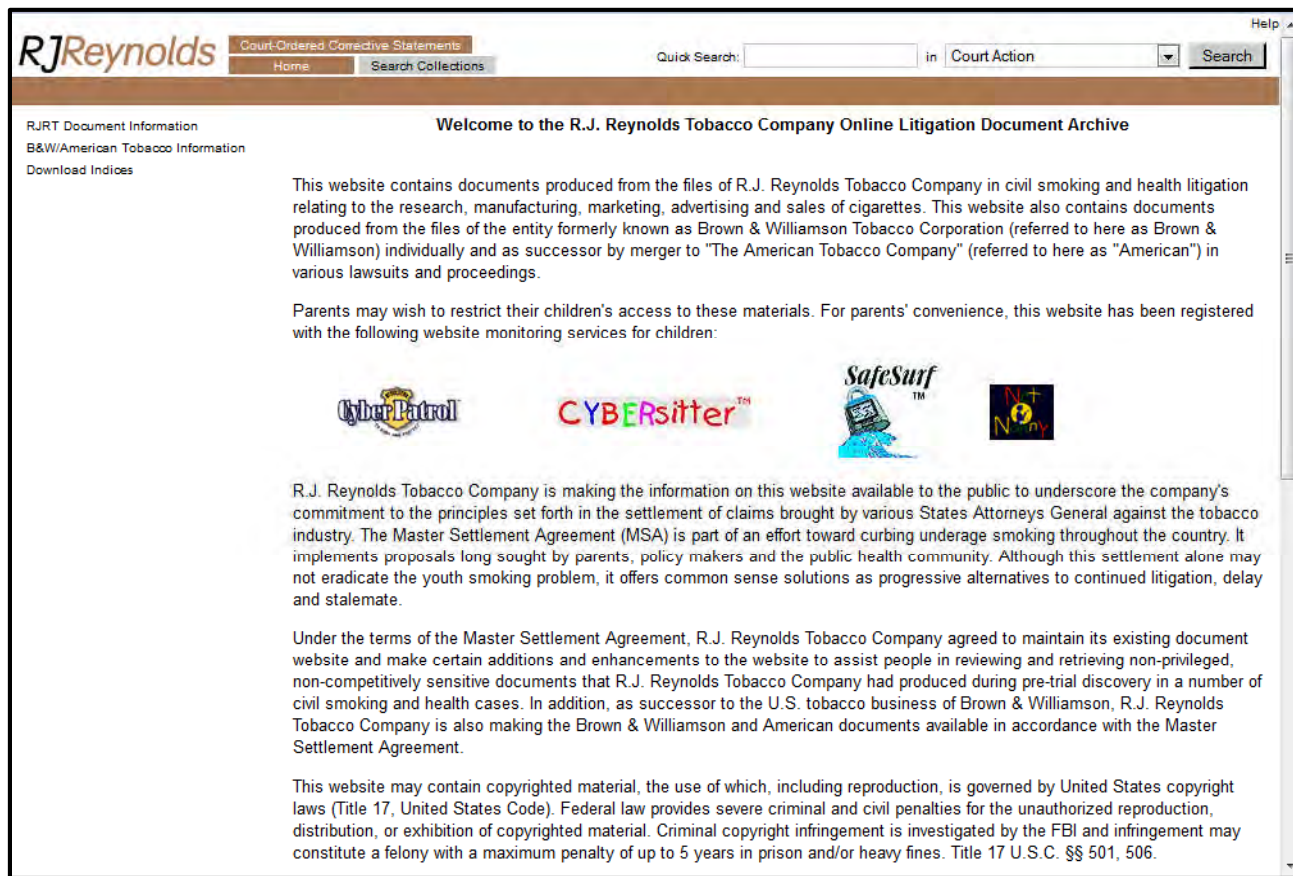 Help
RJReynolds
Court-Ordered Corrective Statements
Home
Search Collections
Quick Search:
in
Court Action
Search
RJRT Document Information
B&W/American Tobacco Information
Download Indices
Welcome to the R.J. Reynolds Tobacco Company Online Litigation Document Archive
This website contains documents produced from the files of R.J. Reynolds Tobacco Company in civil smoking and health litigation
relating to the research, manufacturing, marketing, advertising and sales of cigarettes. This website also contains documents
produced from the files of the entity formerly known as Brown & Williamson Tobacco Corporation (referred to here as Brown &
Williamson) individually and as successor by merger to "The American Tobacco Company" (referred to here as "American") in
various lawsuits and proceedings.
Parents may wish to restrict their children's access to these materials. For parents' convenience, this website has been registered
with the following website monitoring services for children:
CyberPatrol
CYBERsitter™
SafeSurf
TM
Net
Nanny
R.J. Reynolds Tobacco Company is making the information on this website available to the public to underscore the company's
commitment to the principles set forth in the settlement of claims brought by various States Attorneys General against the tobacco
industry. The Master Settlement Agreement (MSA) is part of an effort toward curbing underage smoking throughout the country. It
implements proposals long sought by parents, policy makers and the public health community. Although this settlement alone may
not eradicate the youth smoking problem, it offers common sense solutions as progressive alternatives to continued litigation, delay
and stalemate.
Under the terms of the Master Settlement Agreement, R.J. Reynolds Tobacco Company agreed to maintain its existing document
website and make certain additions and enhancements to the website to assist people in reviewing and retrieving non-privileged,
non-competitively sensitive documents that R.J. Reynolds Tobacco Company had produced during pre-trial discovery in a number of
civil smoking and health cases. In addition, as successor to the U.S. tobacco business of Brown & Williamson, R.J. Reynolds
Tobacco Company is also making the Brown & Williamson and American documents available in accordance with the Master
Settlement Agreement.
This website may contain copyrighted material, the use of which, including reproduction, is governed by United States copyright
laws (Title 17, United States Code). Federal law provides severe criminal and civil penalties for the unauthorized reproduction,
distribution, or exhibition of copyrighted material. Criminal copyright infringement is investigated by the FBI and infringement may
constitute a felony with a maximum penalty of up to 5 years in prison and/or heavy fines. Title 17 U.S.C. §§ 501, 506.